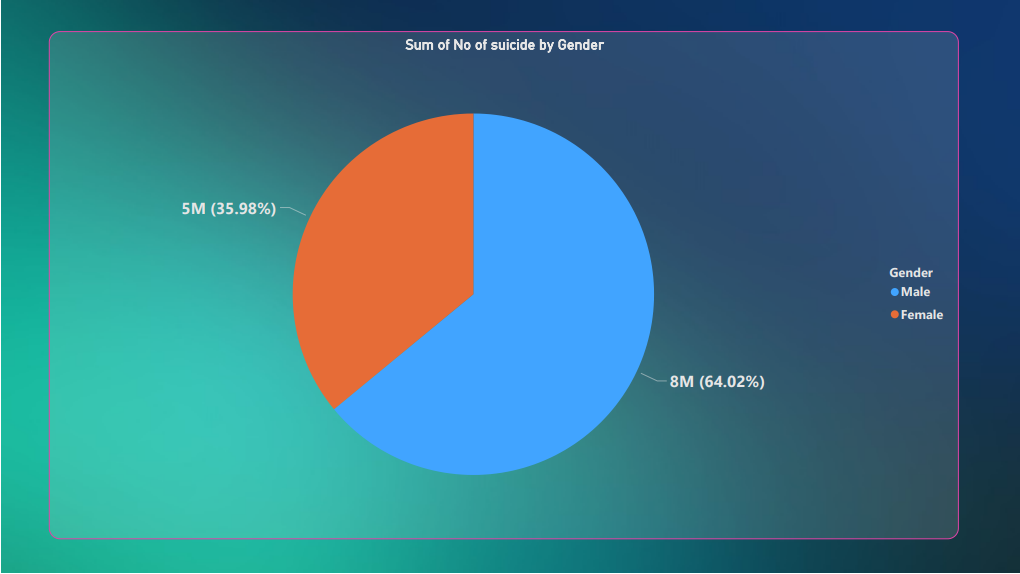 Sum of No of suicide by Gender
5M (35.98%)
Gender
Male
Female
8M (64.02%)